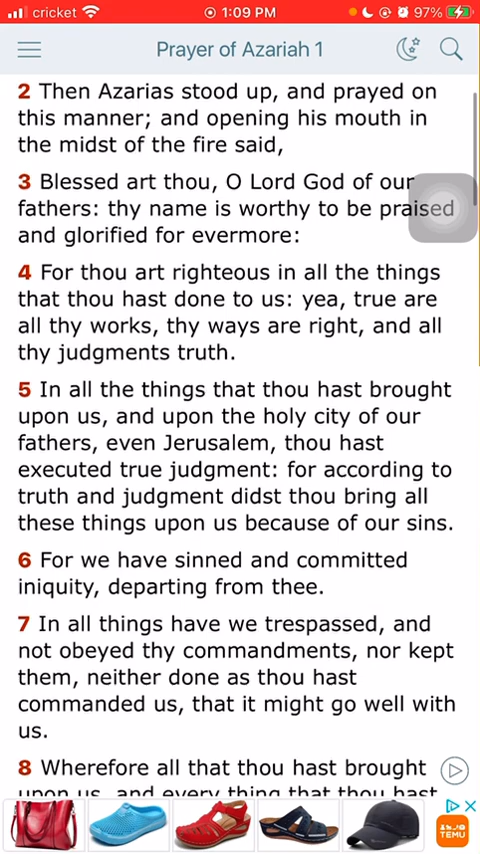 cricket 1:09 PM 97%
Prayer of Azariah 1
2 Then Azarias stood up, and prayed on
this manner; and opening his mouth in
the midst of the fire said,
3 Blessed art thou, O Lord God of our
fathers: thy name is worthy to be praised
and glorified for evermore:
4 For thou art righteous in all the things
that thou hast done to us: yea, true are
all thy works, thy ways are right, and all
thy judgments truth.
5 In all the things that thou hast brought
upon us, and upon the holy city of our
fathers, even Jerusalem, thou hast
executed true judgment: for according to
truth and judgment didst thou bring all
these things upon us because of our sins.
6 For we have sinned and committed
iniquity, departing from thee.
7 In all things have we trespassed, and
not obeyed thy commandments, nor kept
them, neither done as thou hast
commanded us, that it might go well with
us.
8 Wherefore all that thou hast brought
upon us, and every thing that thou hast
TEMU